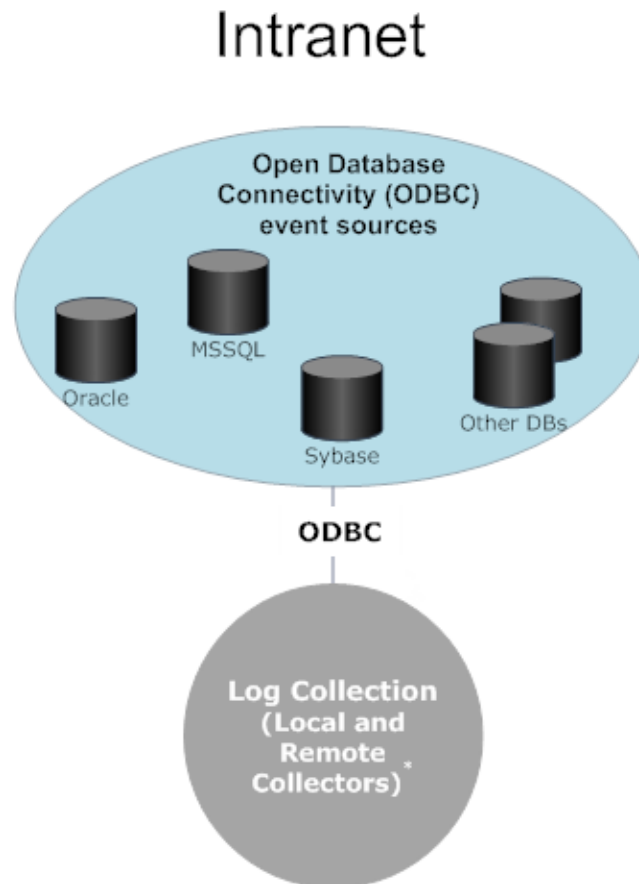 Intranet
Open Database
Connectivity (ODBC)
event sources
MSSQL
Oracle
Other DBs
Sybase
ODBC
Log Collection
(Local and
Remote
Collectors)*